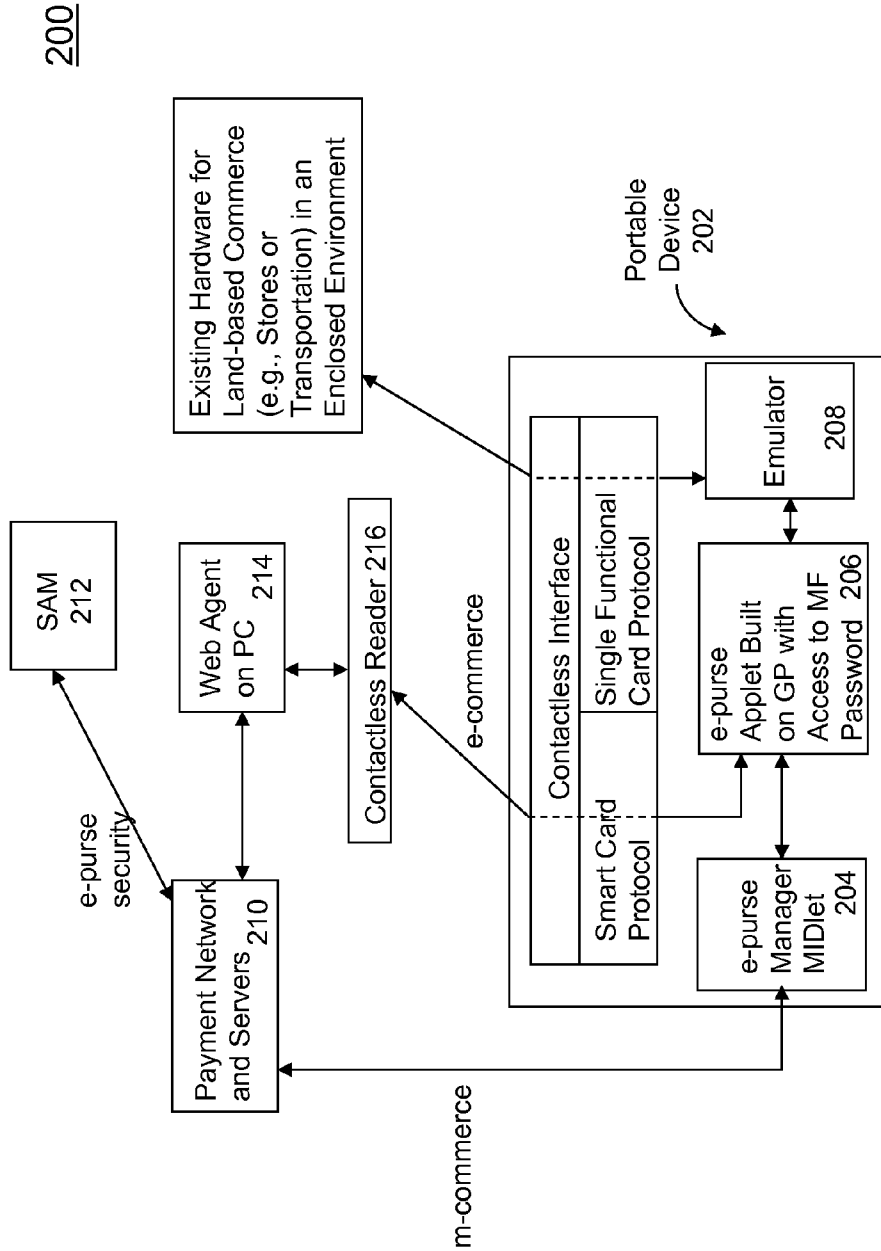 200
SAM
212
e-purse
security
Existing Hardware for
Land-based Commerce
(e.g., Stores or
Transportation) in an
Enclosed Environment
Payment Network
and Servers
210
Web Agent
on PC
214
Contactless Reader 216
e-commerce
m-commerce
Portable
Device
202
Contactless Interface
Smart Card
Protocol
Single Functional
Card Protocol
e-purse
Manager
MIDlet
204
e-purse
Applet Built
on GP with
Access to MF
Password 206
Emulator
208